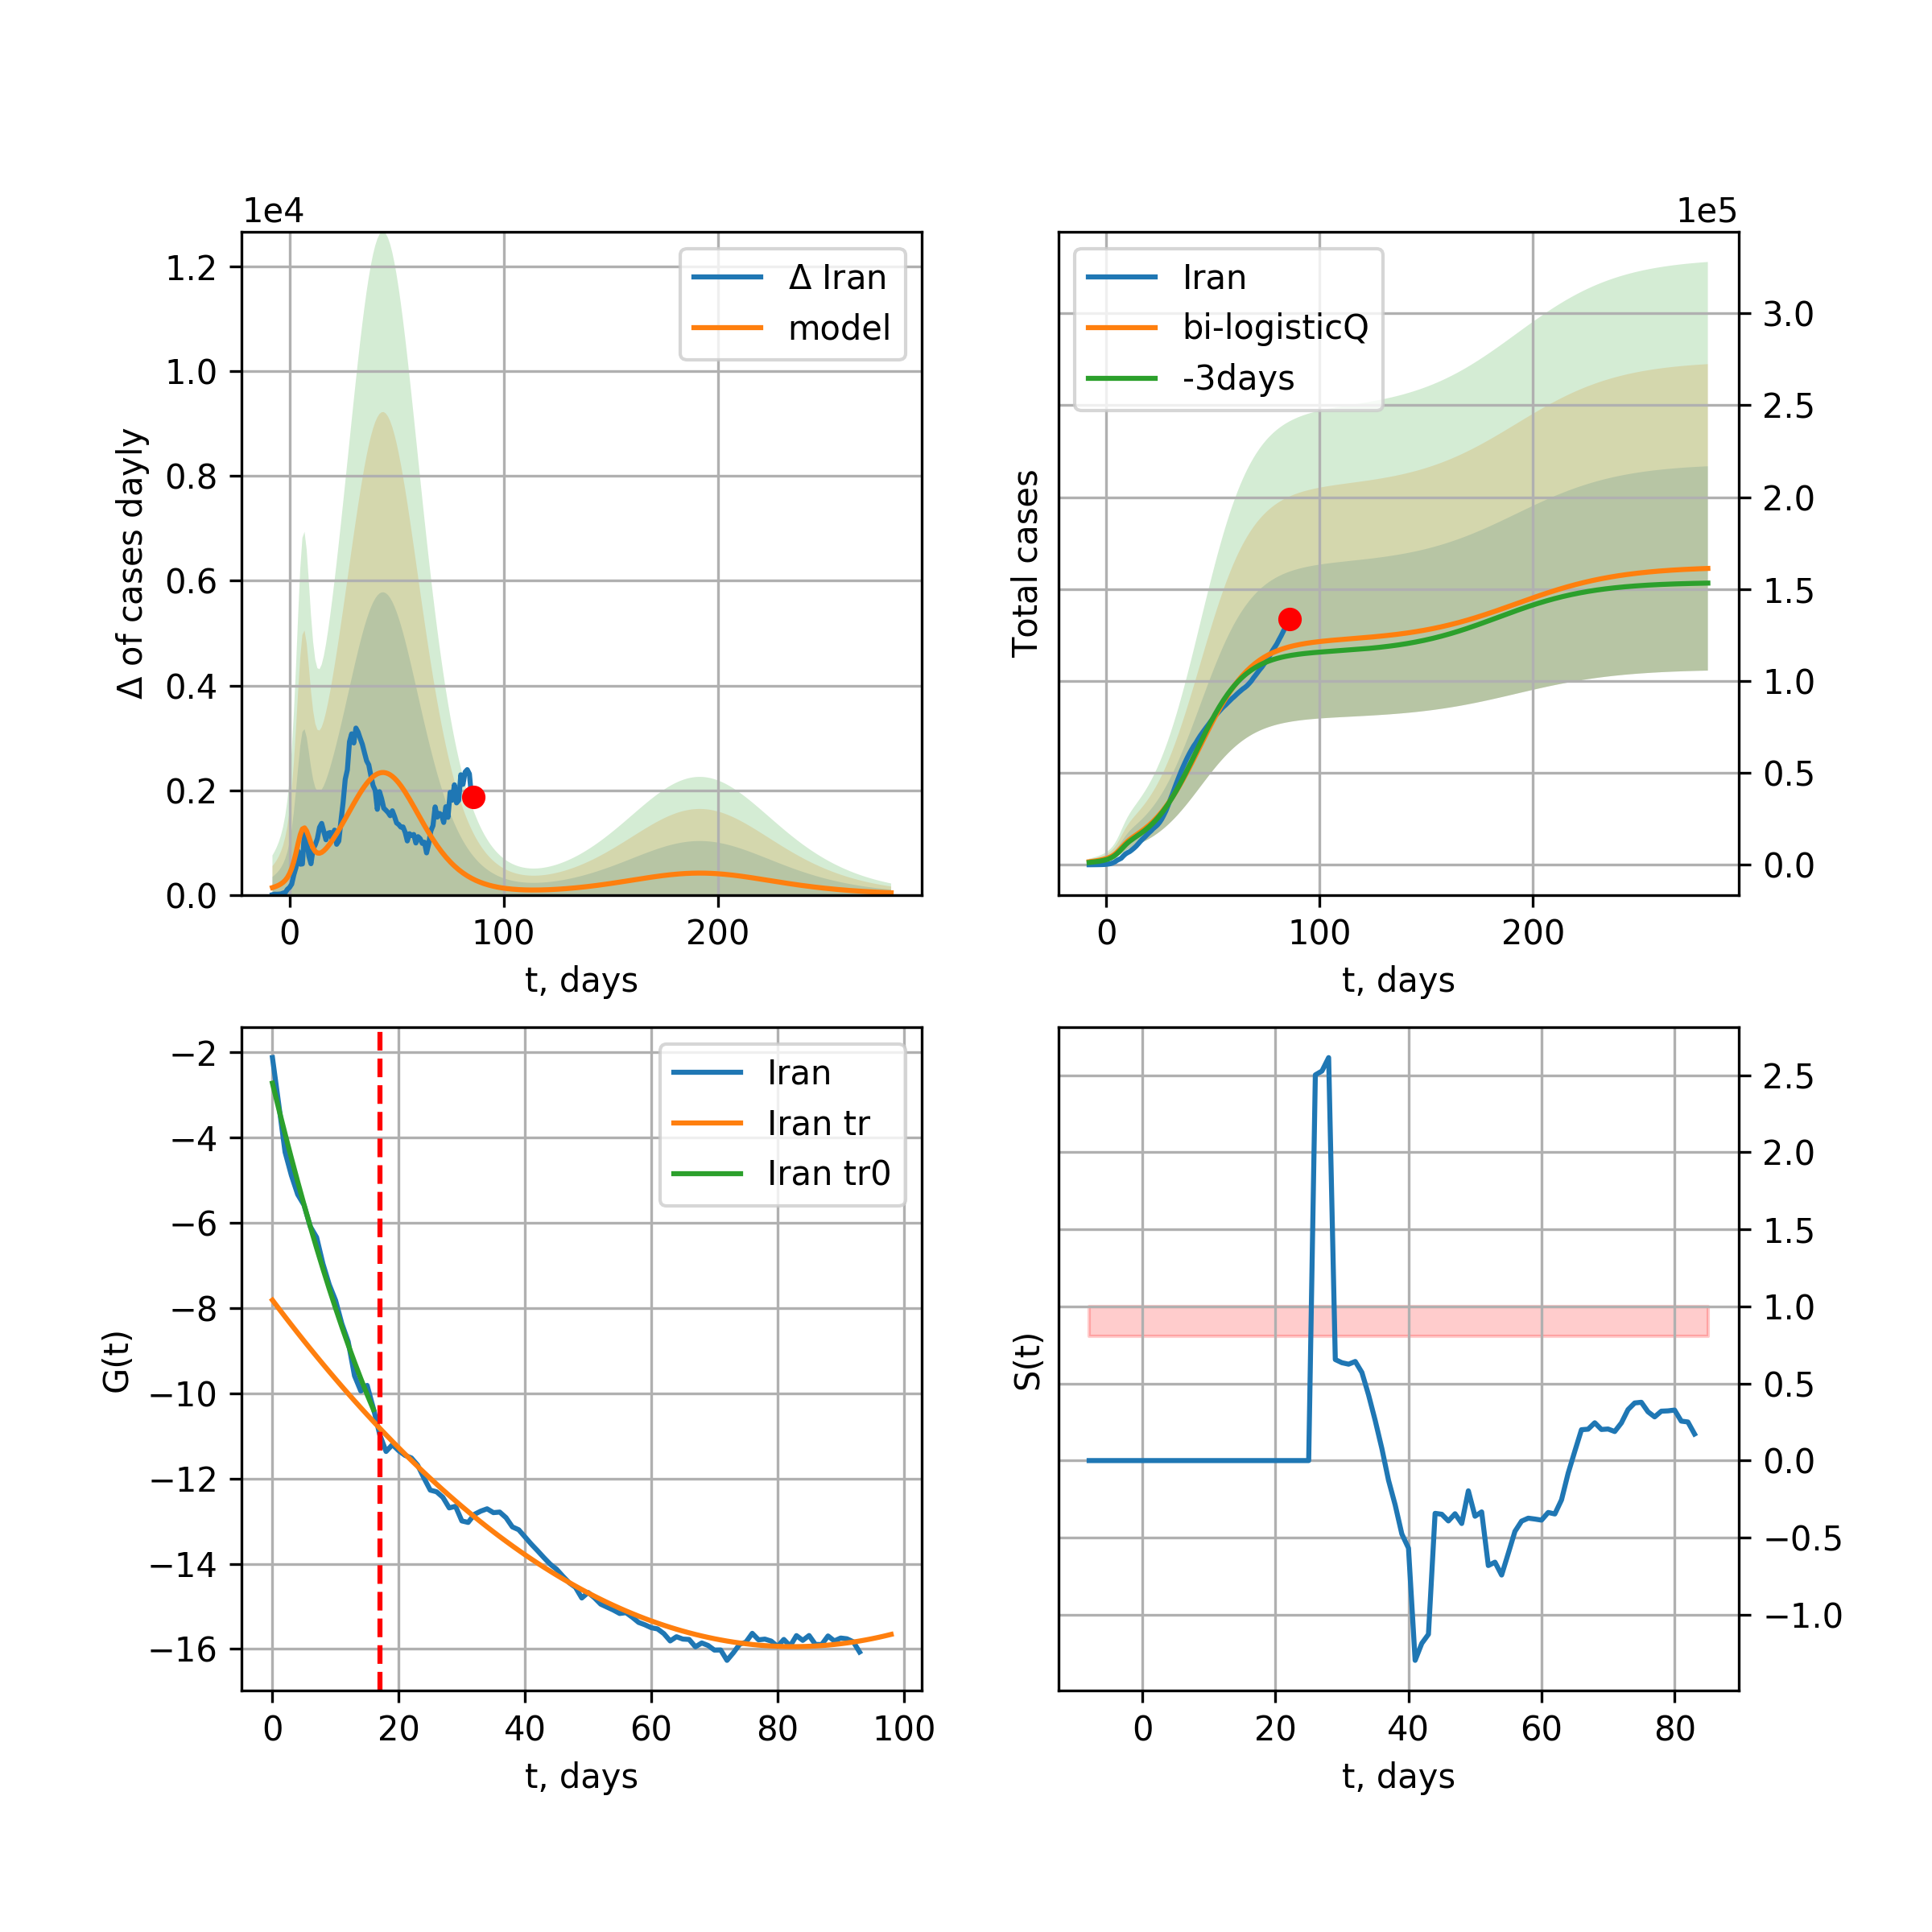 1e4
Δ of cases dayly
1.2
1.0
0.8
0.6
0.4
0.2
0.0
Δ Iran
model
0 100 200
t, days
1e5
Total cases
Iran
bi-logisticQ
-3days
3.0
2.5
2.0
1.5
1.0
0.5
0.0
0 100 200
t, days
G(t)
−2
−4
−6
−8
−10
−12
−14
−16
Iran
Iran tr
Iran tr0
0 20 40 60 80 100
t, days
S(t)
2.5
2.0
1.5
1.0
0.5
0.0
−0.5
−1.0
0 20 40 60 80
t, days